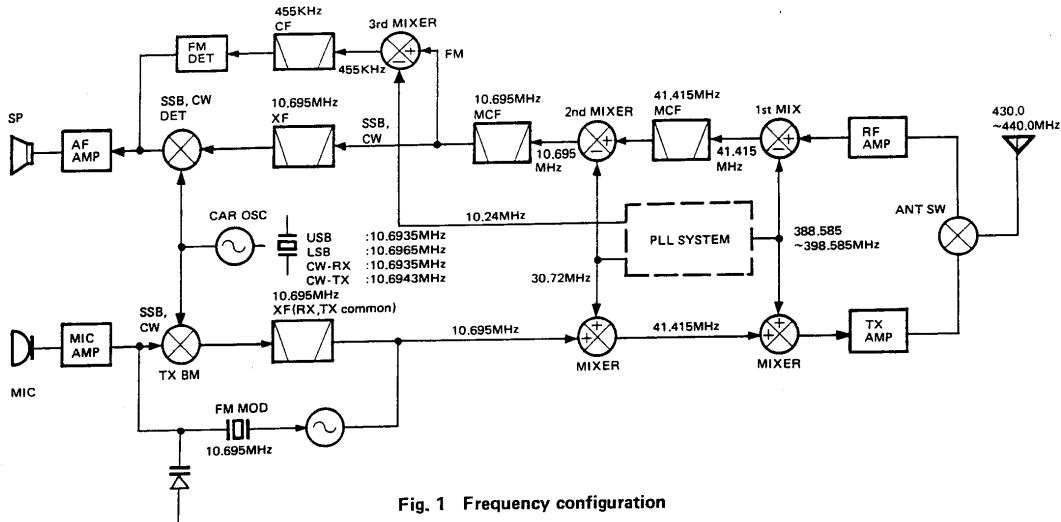 455KHz
CF
3rd MIXER
FM
DET
455KHz
FM
SP
SSB, CW
DET
10.695MHz
XF
SSB,
CW
10.695MHz
MCF
2nd MIXER
41.415MHz
MCF
1st MIX
430.0
~440.0MHz
AF
AMP
10.695
MHz
41.415
MHz
RF
AMP
10.24MHz
ANT SW
CAR OSC
USB :10.6935MHz
LSB :10.6965MHz
CW-RX :10.6935MHz
CW-TX :10.6943MHz
PLL SYSTEM
388.585
~398.585MHz
30.72MHz
10.695MHz
XF(RX,TX common)
SSB,
CW
MIC
AMP
10.695MHz
41.415MHz
TX
AMP
MIC
TX BM
MIXER
MIXER
FM MOD
10.695MHz
Fig. 1 Frequency configuration